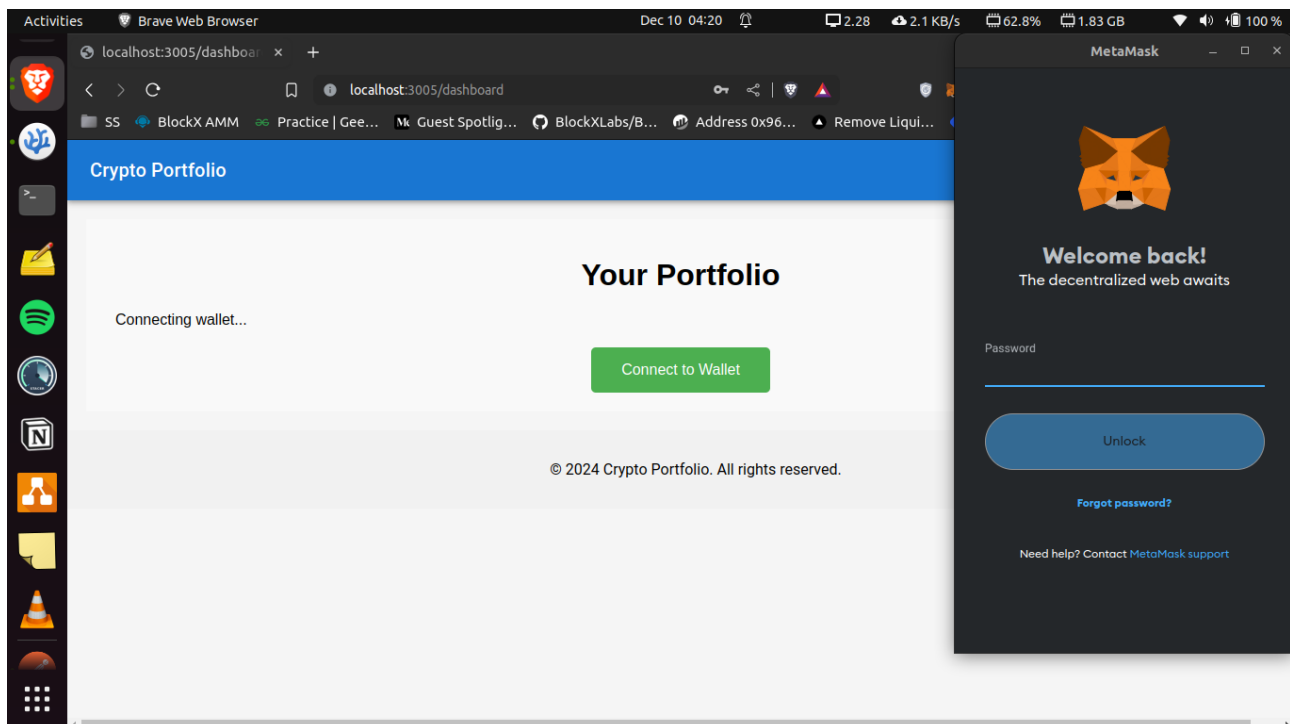 Activities Brave Web Browser Dec 10 04:20 2.28 2.1 KB/s 62.8% 1.83 GB 100 %
localhost:3005/dashboar × +
localhost:3005/dashboard
SS BlockX AMM Practice | Gee... Guest Spotlig... BlockXLabs/B... Address 0x96... Remove Liqui...
Crypto Portfolio
Your Portfolio
Connecting wallet...
Connect to Wallet
© 2024 Crypto Portfolio. All rights reserved.
MetaMask
Welcome back!
The decentralized web awaits
Password
Unlock
Forgot password?
Need help? Contact MetaMask support